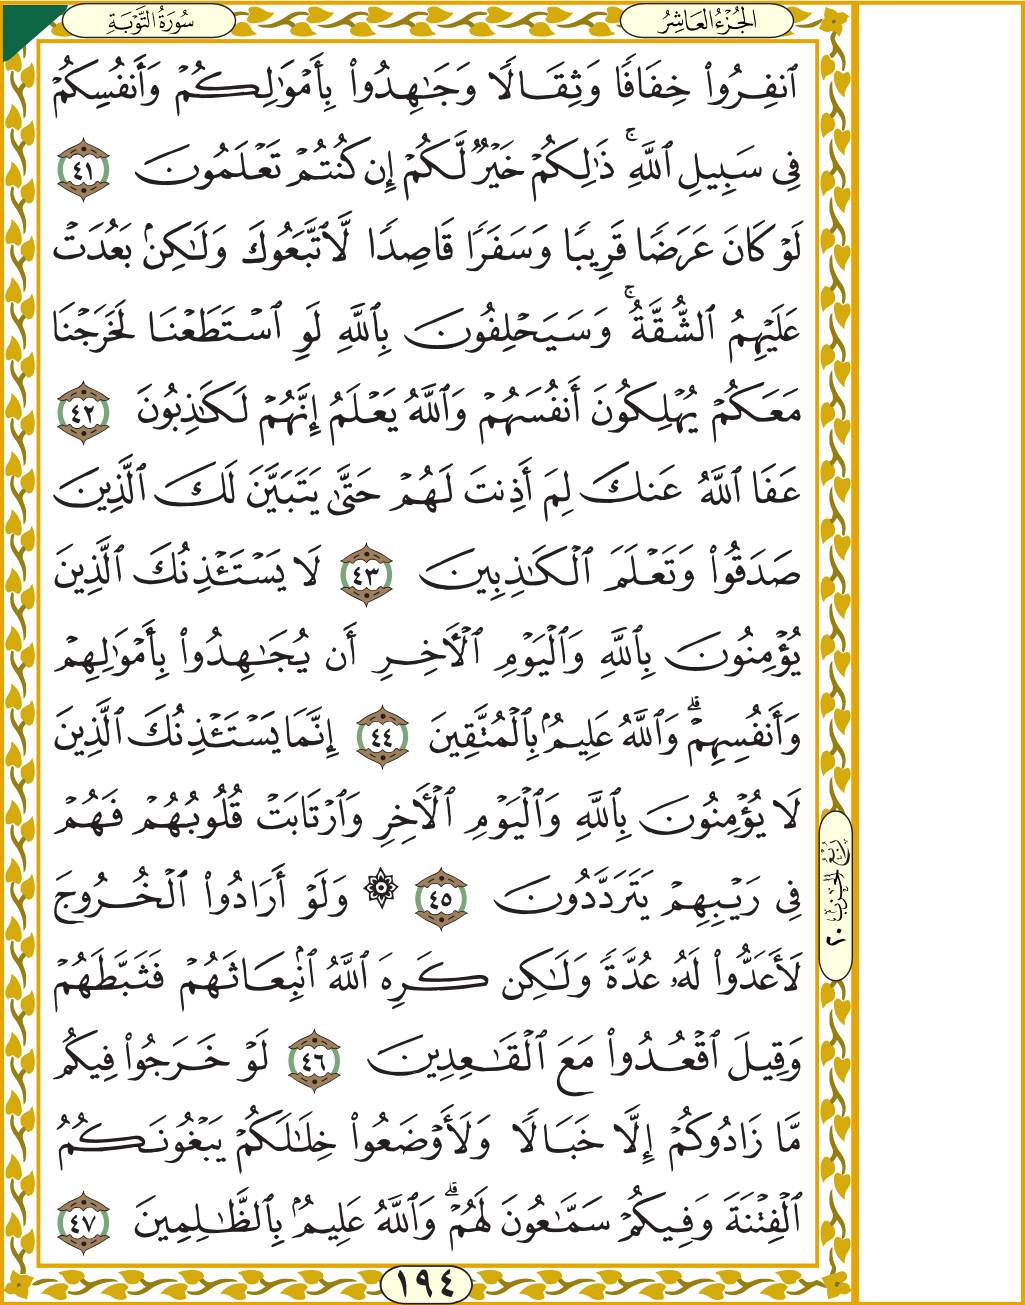 الجُزْءُ العَاشِرُ
سُورَةُ التَّوْبَةِ
ٱنفِرُوا۟ خِفَافًا وَثِقَالًا وَجَٰهِدُوا۟ بِأَمْوَٰلِكُمْ وَأَنفُسِكُمْ
فِى سَبِيلِ ٱللَّهِ ۚ ذَٰلِكُمْ خَيْرٌ لَّكُمْ إِن كُنتُمْ تَعْلَمُونَ ٤١
لَوْ كَانَ عَرَضًا قَرِيبًا وَسَفَرًا قَاصِدًا لَّٱتَّبَعُوكَ وَلَٰكِنۢ بَعُدَتْ
عَلَيْهِمُ ٱلشُّقَّةُ ۚ وَسَيَحْلِفُونَ بِٱللَّهِ لَوِ ٱسْتَطَعْنَا لَخَرَجْنَا
مَعَكُمْ يُهْلِكُونَ أَنفُسَهُمْ وَٱللَّهُ يَعْلَمُ إِنَّهُمْ لَكَٰذِبُونَ ٤٢
عَفَا ٱللَّهُ عَنكَ لِمَ أَذِنتَ لَهُمْ حَتَّىٰ يَتَبَيَّنَ لَكَ ٱلَّذِينَ
صَدَقُوا۟ وَتَعْلَمَ ٱلْكَٰذِبِينَ ٤٣ لَا يَسْتَـْٔذِنُكَ ٱلَّذِينَ
يُؤْمِنُونَ بِٱللَّهِ وَٱلْيَوْمِ ٱلْـَٔاخِرِ أَن يُجَٰهِدُوا۟ بِأَمْوَٰلِهِمْ
وَأَنفُسِهِمْ ۗ وَٱللَّهُ عَلِيمٌۢ بِٱلْمُتَّقِينَ ٤٤ إِنَّمَا يَسْتَـْٔذِنُكَ ٱلَّذِينَ
لَا يُؤْمِنُونَ بِٱللَّهِ وَٱلْيَوْمِ ٱلْـَٔاخِرِ وَٱرْتَابَتْ قُلُوبُهُمْ فَهُمْ
فِى رَيْبِهِمْ يَتَرَدَّدُونَ ٤٥ ۞ وَلَوْ أَرَادُوا۟ ٱلْخُرُوجَ
لَأَعَدُّوا۟ لَهُۥ عُدَّةً وَلَٰكِن كَرِهَ ٱللَّهُ ٱنۢبِعَاثَهُمْ فَثَبَّطَهُمْ
وَقِيلَ ٱقْعُدُوا۟ مَعَ ٱلْقَٰعِدِينَ ٤٦ لَوْ خَرَجُوا۟ فِيكُم
مَّا زَادُوكُمْ إِلَّا خَبَالًا وَلَأَوْضَعُوا۟ خِلَٰلَكُمْ يَبْغُونَكُمُ
ٱلْفِتْنَةَ وَفِيكُمْ سَمَّٰعُونَ لَهُمْ ۗ وَٱللَّهُ عَلِيمٌۢ بِٱلظَّٰلِمِينَ ٤٧
رُبْعُ الحِزْبِ ٢٠
١٩٤